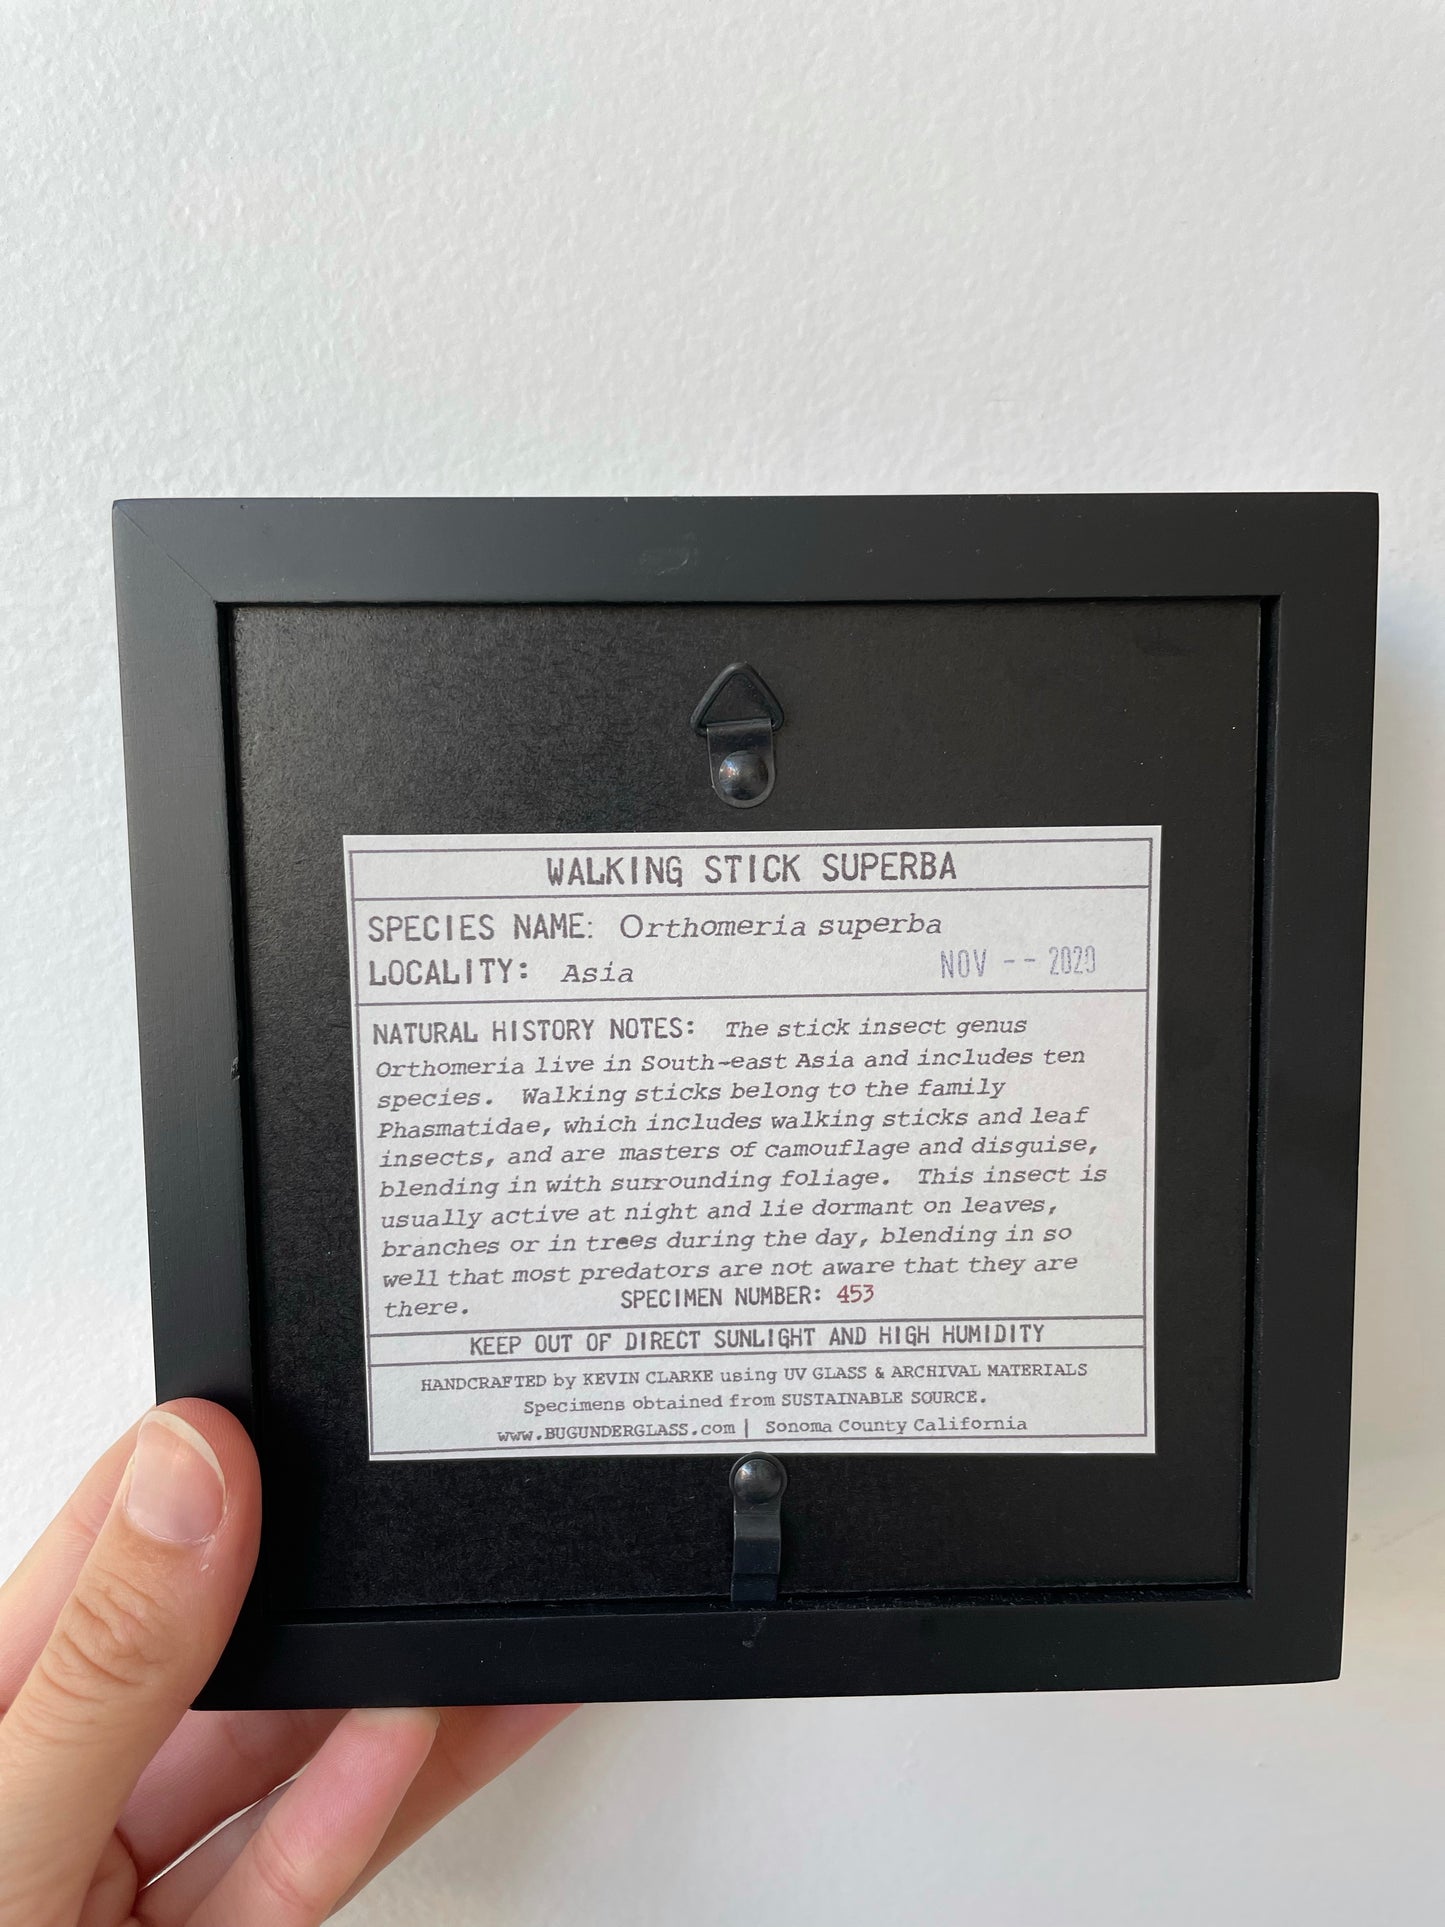 WALKING STICK SUPERBA
SPECIES NAME: Orthomeria superba
LOCALITY: Asia NOV -- 2020
NATURAL HISTORY NOTES: The stick insect genus
Orthomeria live in South-east Asia and includes ten
species. Walking sticks belong to the family
Phasmatidae, which includes walking sticks and leaf
insects, and are masters of camouflage and disguise,
blending in with surrounding foliage. This insect is
usually active at night and lie dormant on leaves,
branches or in trees during the day, blending in so
well that most predators are not aware that they are
there. SPECIMEN NUMBER: 453
KEEP OUT OF DIRECT SUNLIGHT AND HIGH HUMIDITY
HANDCRAFTED by KEVIN CLARKE using UV GLASS & ARCHIVAL MATERIALS
Specimens obtained from SUSTAINABLE SOURCE.
www.BUGUNDERGLASS.com | Sonoma County California